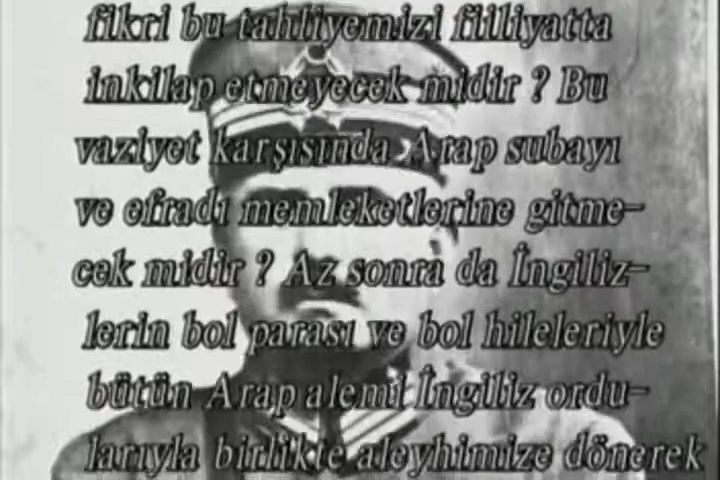 fikri bu tahliyemizi fiiliyatta
inkilap etmeyecek midir ? Bu
vaziyet karşısında Arap subayı
ve efradı memleketlerine gitme-
cek midir ? Az sonra da İngiliz-
lerin bol parası ve bol hileleriyle
bütün Arap alemi İngiliz ordu-
larıyla birlikte aleyhimize dönerek